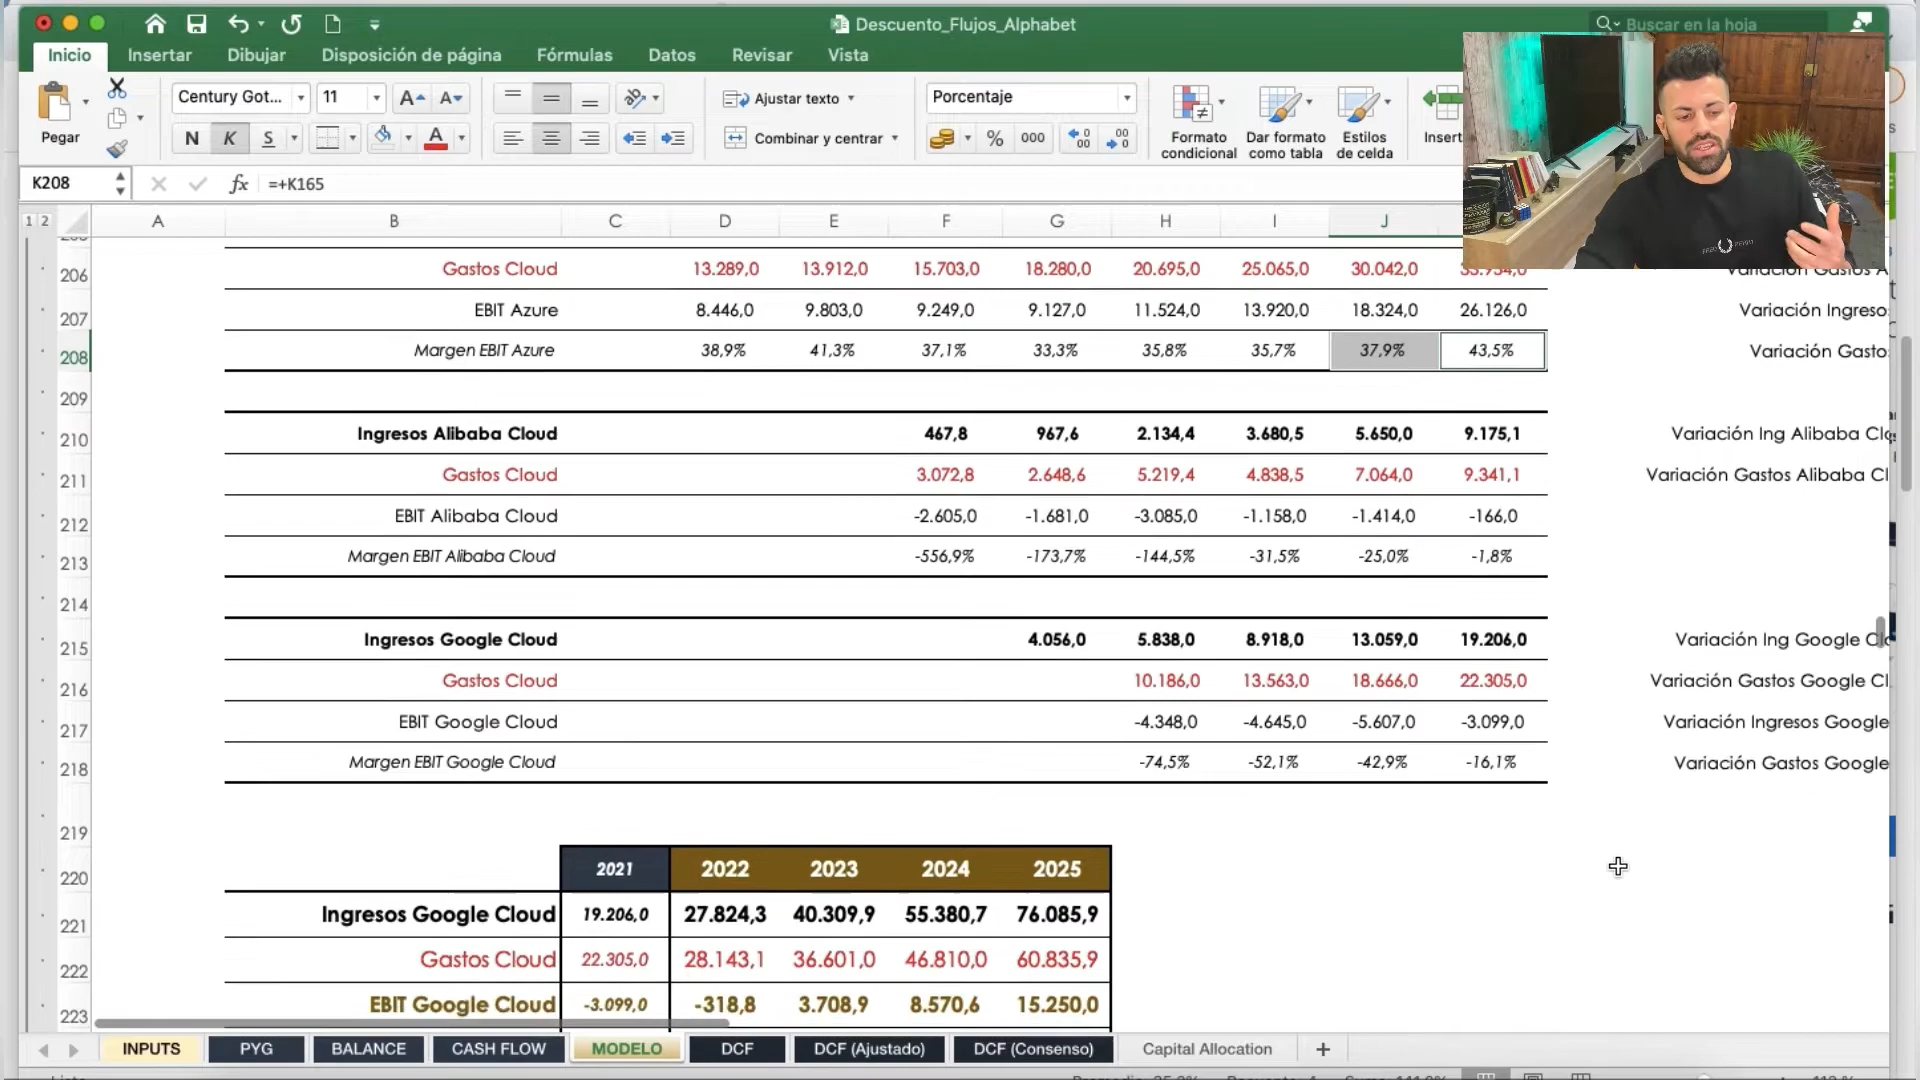 Descuento_Flujos_Alphabet
Buscar en la hoja
Inicio Insertar Dibujar Disposición de página Fórmulas Datos Revisar Vista
Pegar
Century Got... 11
Ajustar texto
Porcentaje
N K S
Combinar y centrar
% 000
Formato condicional
Dar formato como tabla
Estilos de celda
Insert
K208 fx =+K165
1 2 A B C D E F G H I J
206 Gastos Cloud 13.289,0 13.912,0 15.703,0 18.280,0 20.695,0 25.065,0 30.042,0
207 EBIT Azure 8.446,0 9.803,0 9.249,0 9.127,0 11.524,0 13.920,0 18.324,0 26.126,0 Variación Ingreso
208 Margen EBIT Azure 38,9% 41,3% 37,1% 33,3% 35,8% 35,7% 37,9% 43,5% Variación Gasto
209
210 Ingresos Alibaba Cloud 467,8 967,6 2.134,4 3.680,5 5.650,0 9.175,1 Variación Ing Alibaba Clo
211 Gastos Cloud 3.072,8 2.648,6 5.219,4 4.838,5 7.064,0 9.341,1 Variación Gastos Alibaba Cl
212 EBIT Alibaba Cloud -2.605,0 -1.681,0 -3.085,0 -1.158,0 -1.414,0 -166,0
213 Margen EBIT Alibaba Cloud -556,9% -173,7% -144,5% -31,5% -25,0% -1,8%
214
215 Ingresos Google Cloud 4.056,0 5.838,0 8.918,0 13.059,0 19.206,0 Variación Ing Google Clo
216 Gastos Cloud 10.186,0 13.563,0 18.666,0 22.305,0 Variación Gastos Google Cl
217 EBIT Google Cloud -4.348,0 -4.645,0 -5.607,0 -3.099,0 Variación Ingresos Google
218 Margen EBIT Google Cloud -74,5% -52,1% -42,9% -16,1% Variación Gastos Google
219
220 2021 2022 2023 2024 2025
221 Ingresos Google Cloud 19.206,0 27.824,3 40.309,9 55.380,7 76.085,9
222 Gastos Cloud 22.305,0 28.143,1 36.601,0 46.810,0 60.835,9
223 EBIT Google Cloud -3.099,0 -318,8 3.708,9 8.570,6 15.250,0
INPUTS PYG BALANCE CASH FLOW MODELO DCF DCF (Ajustado) DCF (Consenso) Capital Allocation +